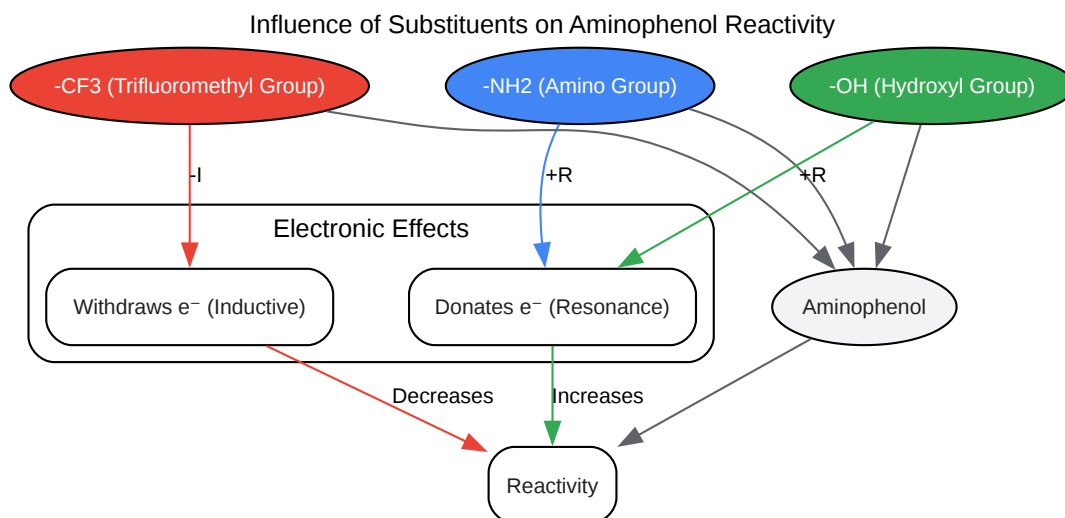 Influence of Substituents on Aminophenol Reactivity
-CF3 (Trifluoromethyl Group)
-NH2 (Amino Group)
-OH (Hydroxyl Group)
-I
+R
+R
Electronic Effects
Withdraws e⁻ (Inductive)
Donates e⁻ (Resonance)
Aminophenol
Decreases
Increases
Reactivity